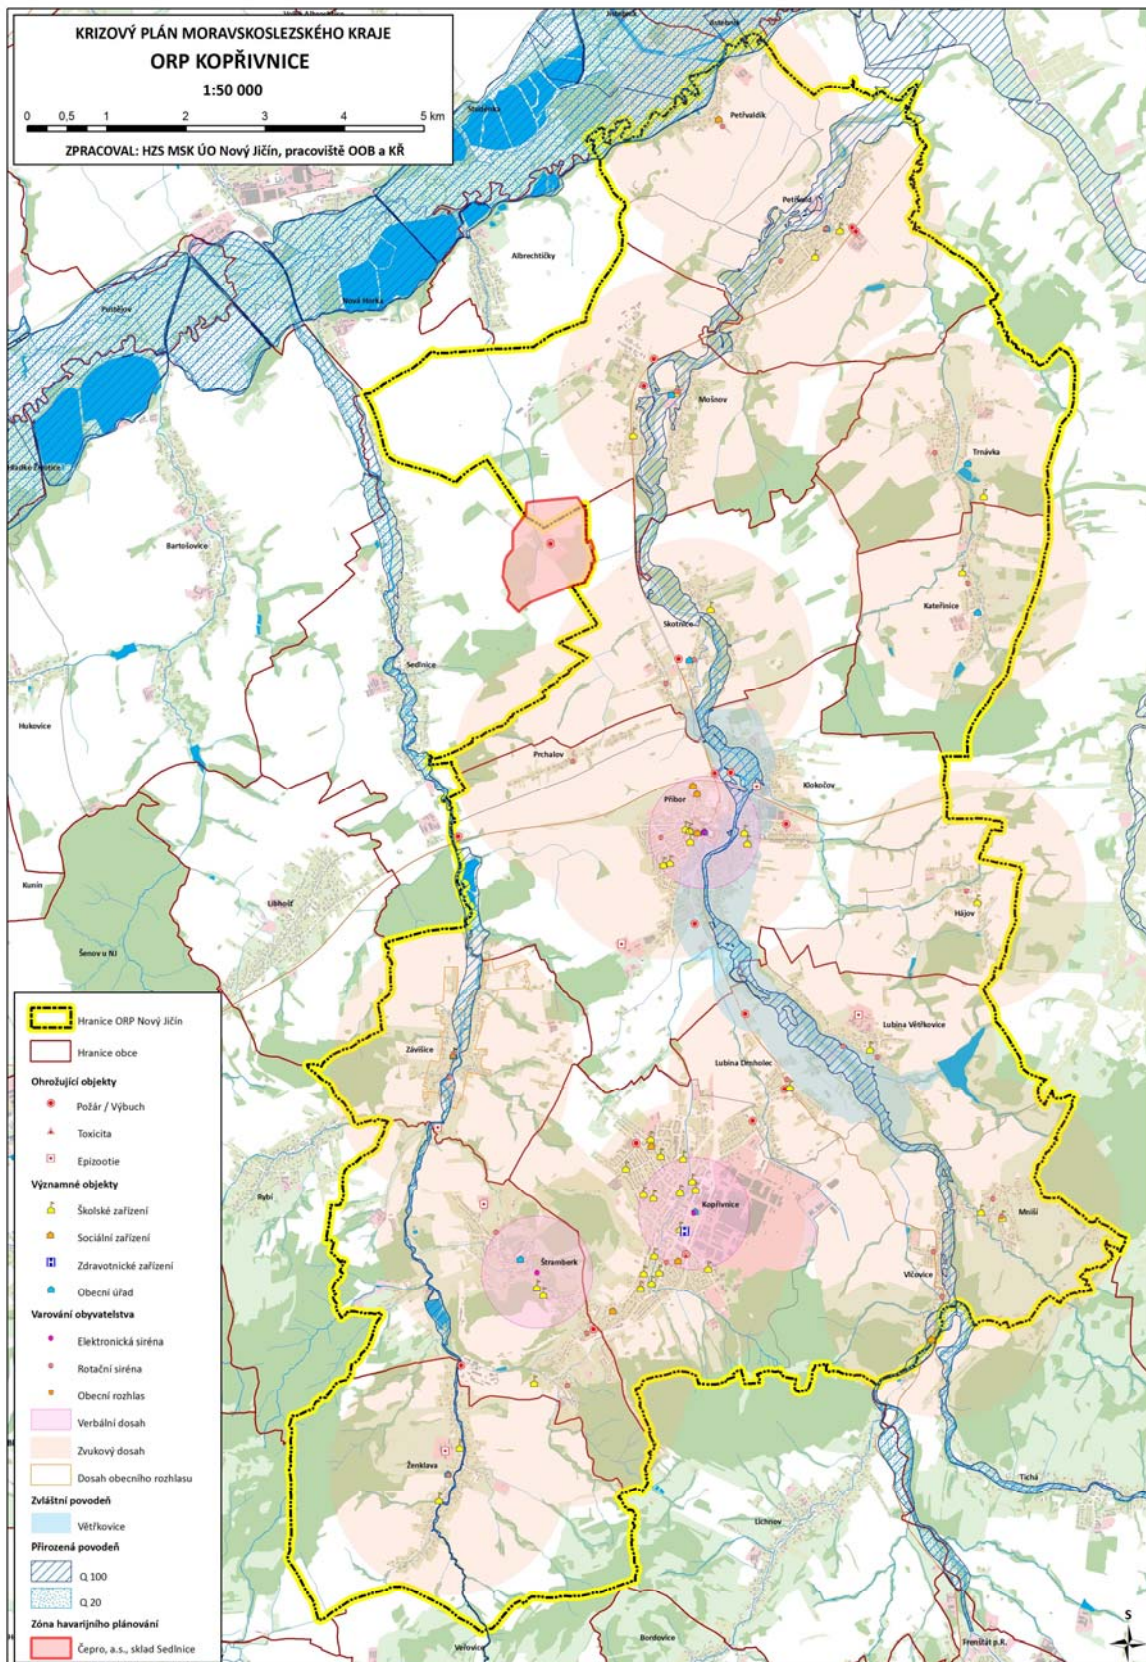 KRIZOVÝ PLÁN MORAVSKOSLEZSKÉHO KRAJE
ORP KOPŘIVNICE
1:50 000
0 0,5 1 2 3 4 5 km
ZPRACOVAL: HZS MSK ÚO Nový Jičín, pracoviště OOB a KŘ
Studénka
Petřvaldík
Petřvald
Albrechtičky
Pustějov
Nová Horka
Mošnov
Trnávka
Bartošovice
Kateřinice
Skotnice
Sedlnice
Hukovice
Prchalov
Klokočov
Příbor
Kunín
Libhošť
Hájov
Šenov u NJ
Lubina Větřkovice
Závišice
Lubina Drnholec
Rybí
Kopřivnice
Mniší
Štramberk
Vlčovice
Ženklava
Tichá
Lichnov
Bordovice
Veřovice
Frenštát p.R.
S
Hranice ORP Nový Jičín
Hranice obce
Ohrožující objekty
Požár / Výbuch
Toxicita
Epizootie
Významné objekty
Školské zařízení
Sociální zařízení
Zdravotnické zařízení
Obecní úřad
Varování obyvatelstva
Elektronická siréna
Rotační siréna
Obecní rozhlas
Verbální dosah
Zvukový dosah
Dosah obecního rozhlasu
Zvláštní povodeň
Větřkovice
Přirozená povodeň
Q 100
Q 20
Zóna havarijního plánování
Čepro, a.s., sklad Sedlnice